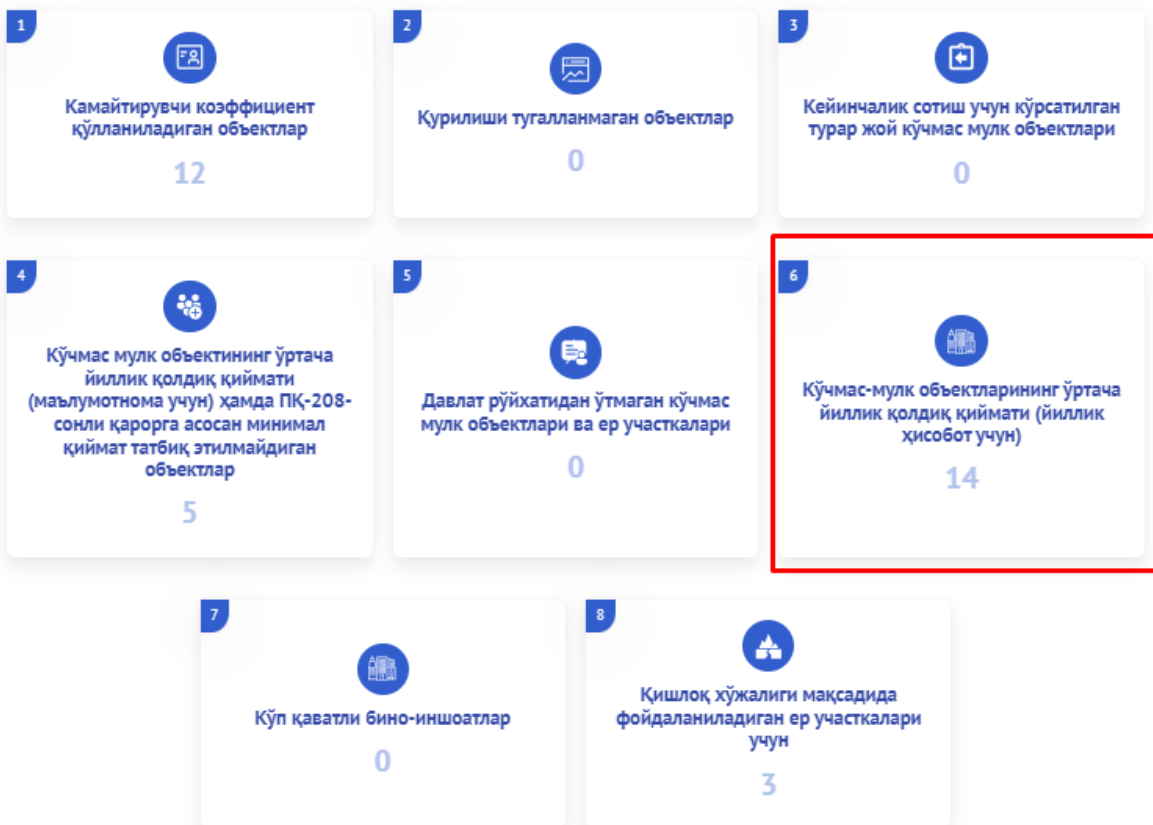 1
Камайтирувчи коэффициент
қўлланиладиган объектлар
12
2
Қурилиши тугалланмаган объектлар
0
3
Кейинчалик сотиш учун кўрсатилган
турар жой кўчмас мулк объектлари
0
4
Кўчмас мулк объектининг ўртача
йиллик қолдиқ қиймати
(маълумотнома учун) ҳамда ПҚ-208-
сонли қарорга асосан минимал
қиймат татбиқ этилмайдиган
объектлар
5
5
Давлат рўйхатидан ўтмаган кўчмас
мулк объектлари ва ер участкалари
0
6
Кўчмас-мулк объектларининг ўртача
йиллик қолдиқ қиймати (йиллик
ҳисобот учун)
14
7
Кўп қаватли бино-иншоатлар
0
8
Қишлоқ хўжалиги мақсадида
фойдаланиладиган ер участкалари
учун
3